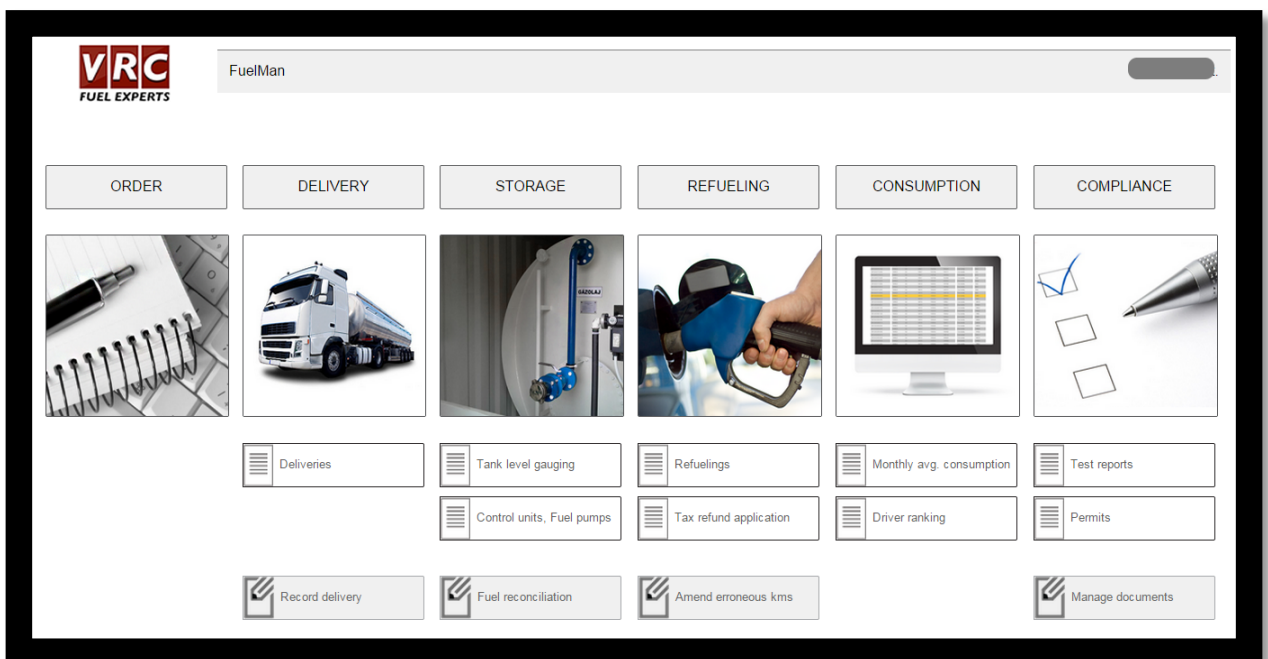 VRC
FUEL EXPERTS
FuelMan
ORDER
DELIVERY
STORAGE
REFUELING
CONSUMPTION
COMPLIANCE
GÁZOLAJ
Deliveries
Tank level gauging
Refuelings
Monthly avg. consumption
Test reports
Control units, Fuel pumps
Tax refund application
Driver ranking
Permits
Record delivery
Fuel reconciliation
Amend erroneous kms
Manage documents